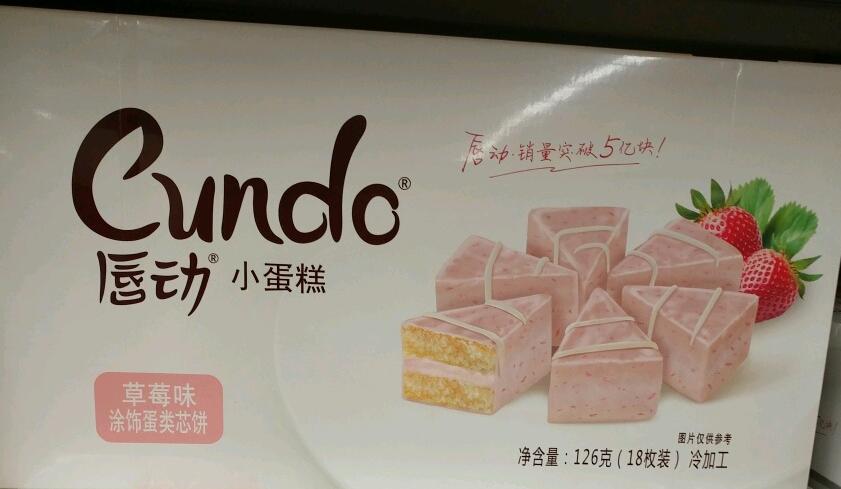 唇动·销量突破5亿块!
Cundo®
唇动® 小蛋糕
草莓味
涂饰蛋类芯饼
图片仅供参考
净含量：126克（18枚装） 冷加工